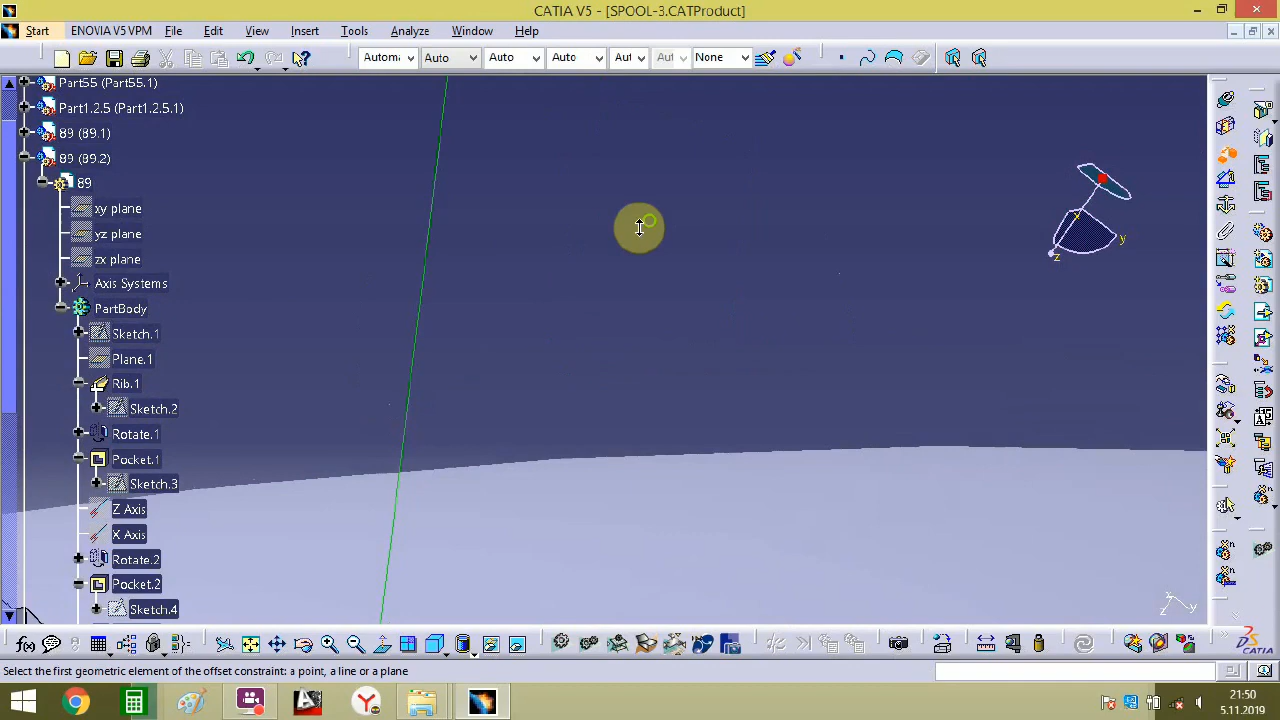 CATIA V5 - [SPOOL-3.CATProduct]
Start ENOVIA V5 VPM File Edit View Insert Tools Analyze Window Help
Automa Auto Auto Auto Aut Aut None
Part55 (Part55.1)
Part1.2.5 (Part1.2.5.1)
89 (89.1)
89 (89.2)
89
xy plane
yz plane
zx plane
Axis Systems
PartBody
Sketch.1
Plane.1
Rib.1
Sketch.2
Rotate.1
Pocket.1
Sketch.3
Z Axis
X Axis
Rotate.2
Pocket.2
Sketch.4
x
y
z
x
y
z
f(x)
CATIA
Select the first geometric element of the offset constraint: a point, a line or a plane
21:50
5.11.2019